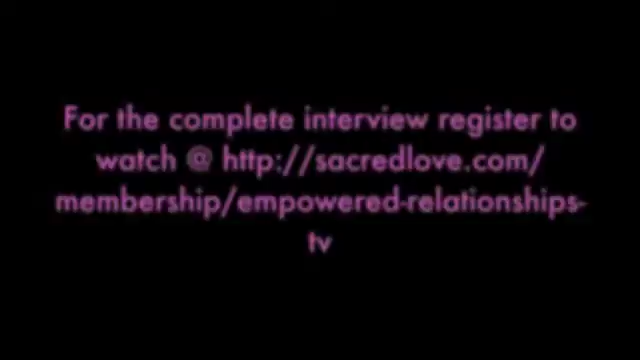 For the complete interview register to
watch @ http://sacredlove.com/
membership/empowered-relationships-
tv